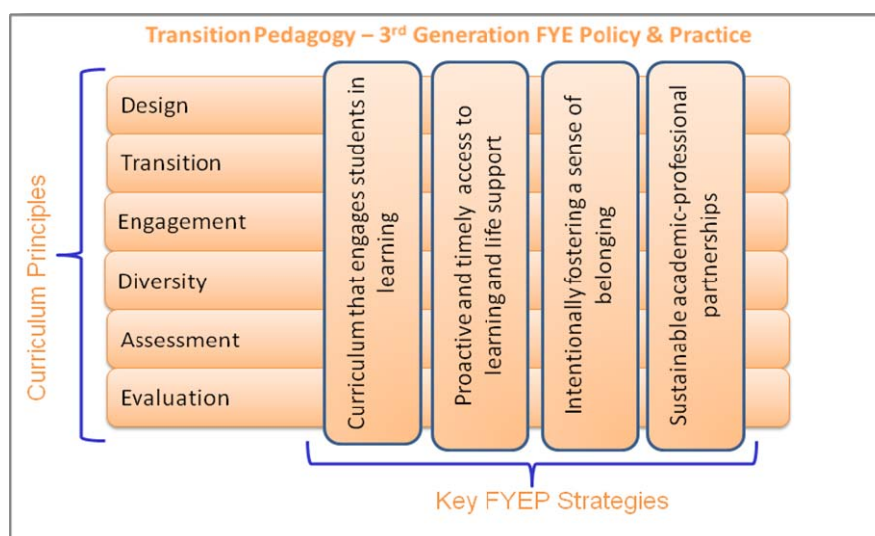 Transition Pedagogy – 3rd Generation FYE Policy & Practice
Curriculum Principles
Design
Transition
Engagement
Diversity
Assessment
Evaluation
Curriculum that engages students in
learning
Proactive and timely access to
learning and life support
Intentionally fostering a sense of
belonging
Sustainable academic-professional
partnerships
Key FYEP Strategies